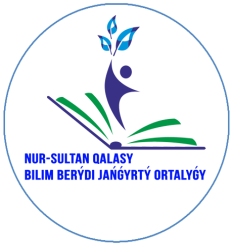 NUR-SULTAN QALASY
BILIM BERÝDI JAŃǴYRTÝ ORTALYǴY